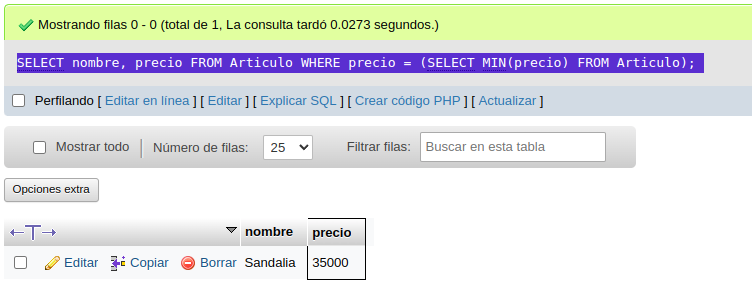 Mostrando filas 0 - 0 (total de 1, La consulta tardó 0.0273 segundos.)
SELECT nombre, precio FROM Articulo WHERE precio = (SELECT MIN(precio) FROM Articulo);
Perfilando [ Editar en línea ] [ Editar ] [ Explicar SQL ] [ Crear código PHP ] [ Actualizar ]
Mostrar todo Número de filas: 25 Filtrar filas: Buscar en esta tabla
Opciones extra
←T→ nombre precio
Editar Copiar Borrar Sandalia 35000